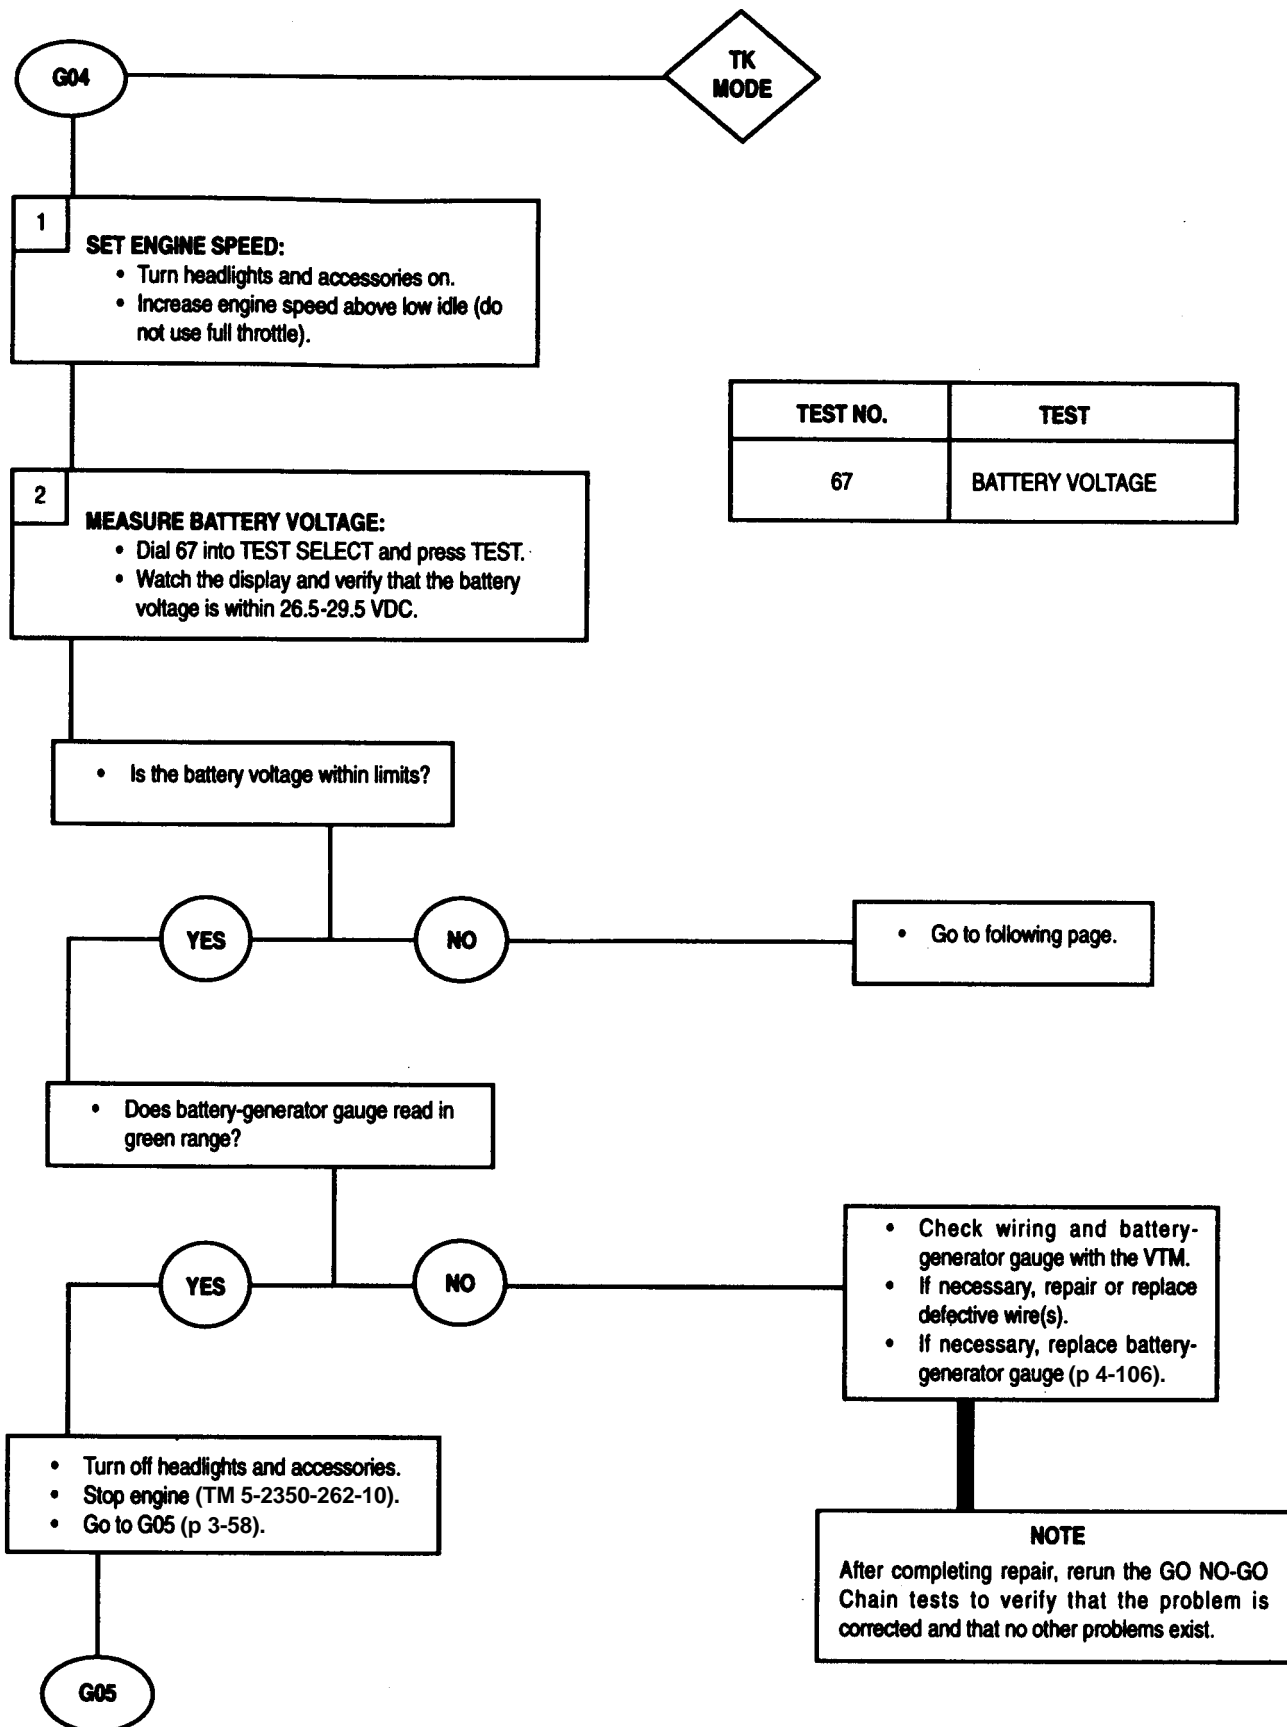 G04
TK
MODE
1
SET ENGINE SPEED:
• Turn headlights and accessories on.
• Increase engine speed above low idle (do
not use full throttle).
TEST NO.
TEST
67
BATTERY VOLTAGE
2
MEASURE BATTERY VOLTAGE:
• Dial 67 into TEST SELECT and press TEST.
• Watch the display and verify that the battery
voltage is within 26.5-29.5 VDC.
• Is the battery voltage within limits?
YES
NO
• Go to following page.
• Does battery-generator gauge read in
green range?
YES
NO
• Check wiring and battery-
generator gauge with the VTM.
• If necessary, repair or replace
defective wire(s).
• If necessary, replace battery-
generator gauge (p 4-106).
• Turn off headlights and accessories.
• Stop engine (TM 5-2350-262-10).
• Go to G05 (p 3-58).
NOTE
After completing repair, rerun the GO NO-GO
Chain tests to verify that the problem is
corrected and that no other problems exist.
G05